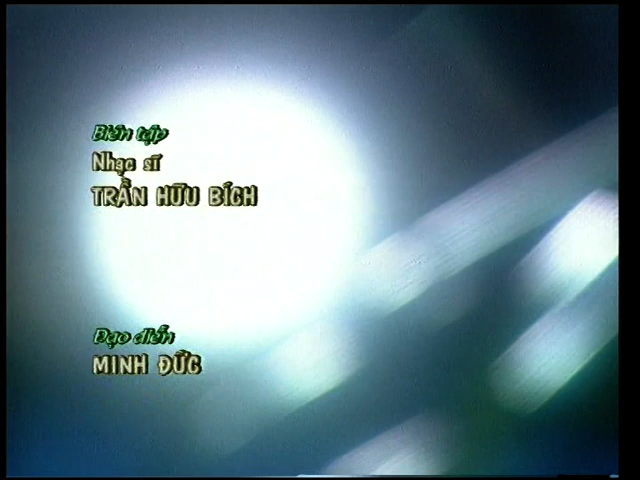 Biên tập
Nhạc sĩ
TRẦN HỮU BÍCH
Đạo diễn
MINH ĐỨC